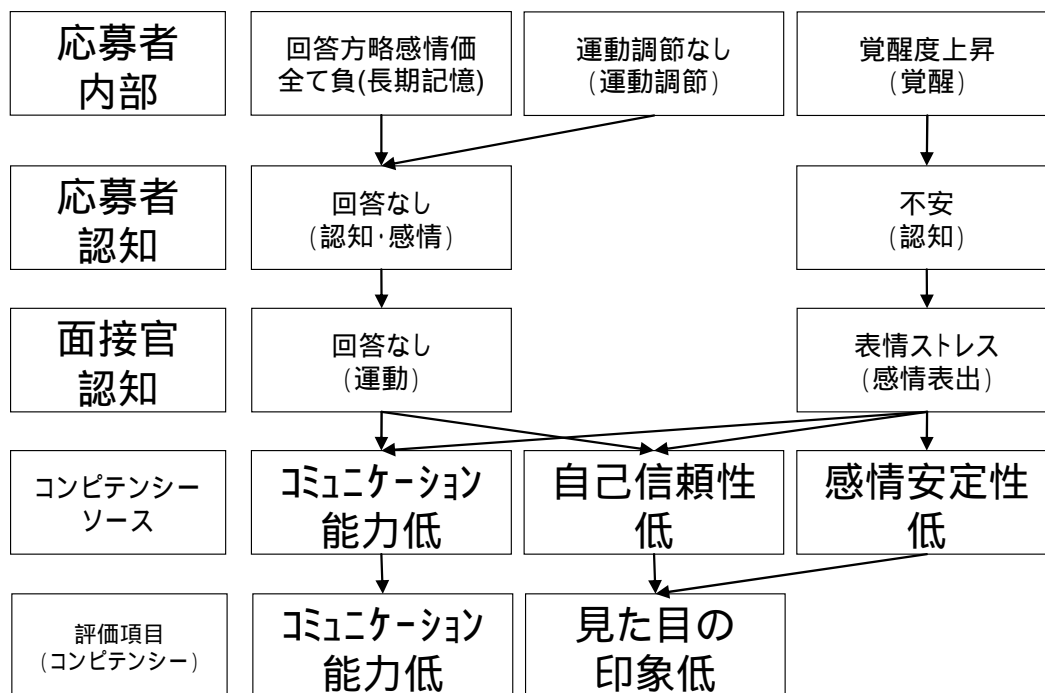 応募者
内部
回答方略感情価
全て負(長期記憶)
運動調節なし
(運動調節)
覚醒度上昇
(覚醒)
応募者
認知
回答なし
(認知・感情)
不安
(認知)
面接官
認知
回答なし
(運動)
表情ストレス
(感情表出)
コンピテンシー
ソース
コミュニケーション
能力低
自己信頼性
低
感情安定性
低
評価項目
(コンピテンシー)
コミュニケーション
能力低
見た目の
印象低